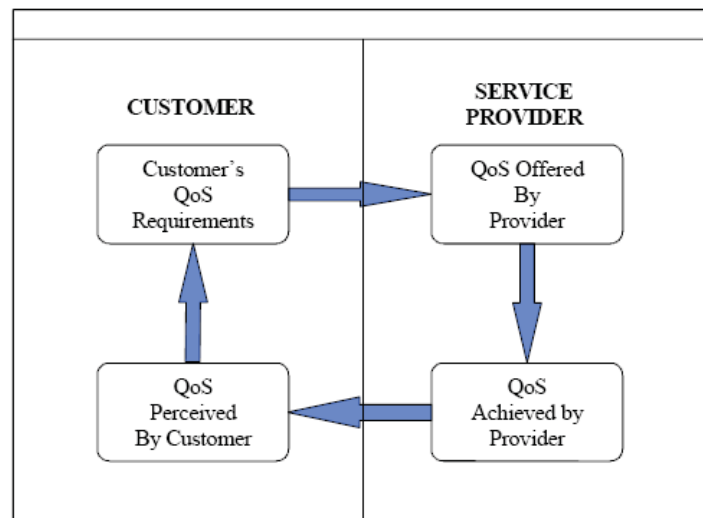 CUSTOMER
SERVICE
PROVIDER
Customer’s
QoS
Requirements
QoS Offered
By
Provider
QoS
Perceived
By Customer
QoS
Achieved by
Provider